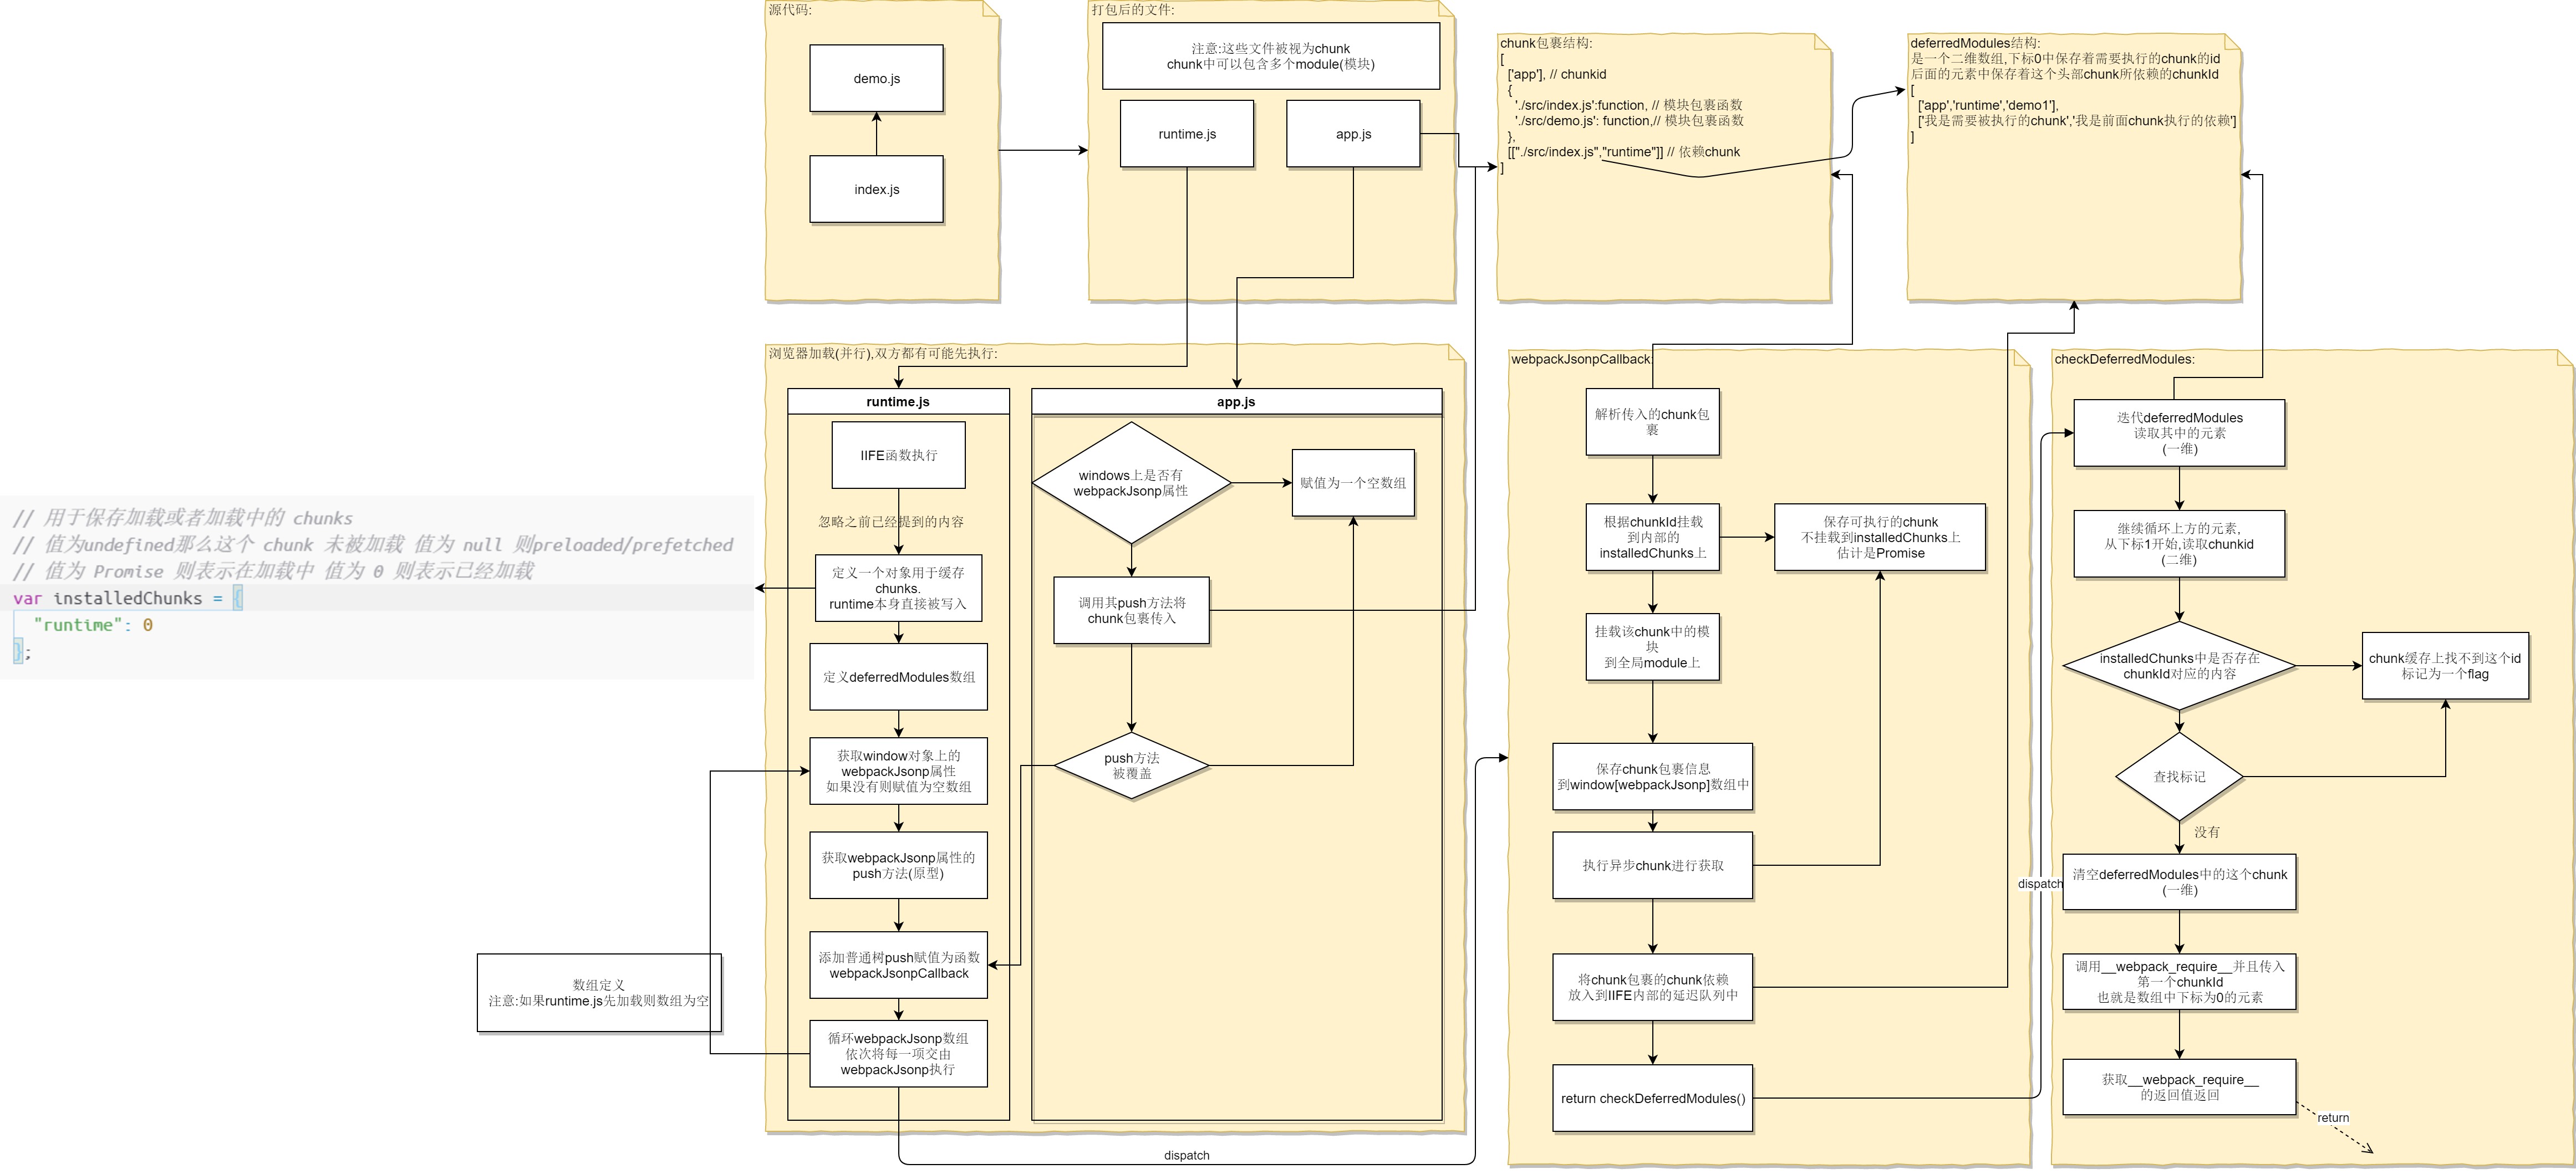 源代码:
demo.js
index.js
打包后的文件:
注意:这些文件被视为chunk
chunk中可以包含多个module(模块)
runtime.js
app.js
chunk包裹结构:
[
['app'], // chunkid
{
'./src/index.js':function, // 模块包裹函数
'./src/demo.js': function,// 模块包裹函数
},
[["./src/index.js","runtime"]] // 依赖chunk
]
deferredModules结构:
是一个二维数组,下标0中保存着需要执行的chunk的id
后面的元素中保存着这个头部chunk所依赖的chunkId
[
['app','runtime','demo1'],
['我是需要被执行的chunk','我是前面chunk执行的依赖']
]
// 用于保存加载或者加载中的 chunks
// 值为undefined那么这个 chunk 未被加载 值为 null 则preloaded/prefetched
// 值为 Promise 则表示在加载中 值为 0 则表示已经加载
var installedChunks = {
"runtime": 0
};
浏览器加载(并行),双方都有可能先执行:
runtime.js
IIFE函数执行
忽略之前已经提到的内容
定义一个对象用于缓存
chunks.
runtime本身直接被写入
定义deferredModules数组
获取window对象上的
webpackJsonp属性
如果没有则赋值为空数组
获取webpackJsonp属性的
push方法(原型)
添加普通树push赋值为函数
webpackJsonpCallback
循环webpackJsonp数组
依次将每一项交由
webpackJsonp执行
数组定义
注意:如果runtime.js先加载则数组为空
app.js
windows上是否有
webpackJsonp属性
赋值为一个空数组
调用其push方法将
chunk包裹传入
push方法
被覆盖
dispatch
webpackJsonpCallback:
解析传入的chunk包
裹
根据chunkId挂载
到内部的
installedChunks上
保存可执行的chunk
不挂载到installedChunks上
估计是Promise
挂载该chunk中的模
块
到全局module上
保存chunk包裹信息
到window[webpackJsonp]数组中
执行异步chunk进行获取
将chunk包裹的chunk依赖
放入到IIFE内部的延迟队列中
return checkDeferredModules()
dispatch
checkDeferredModules:
迭代deferredModules
读取其中的元素
(一维)
继续循环上方的元素,
从下标1开始,读取chunkid
(二维)
installedChunks中是否存在
chunkId对应的内容
chunk缓存上找不到这个id
标记为一个flag
查找标记
没有
清空deferredModules中的这个chunk
(一维)
调用__webpack_require__并且传入
第一个chunkId
也就是数组中下标为0的元素
获取__webpack_require__
的返回值返回
return